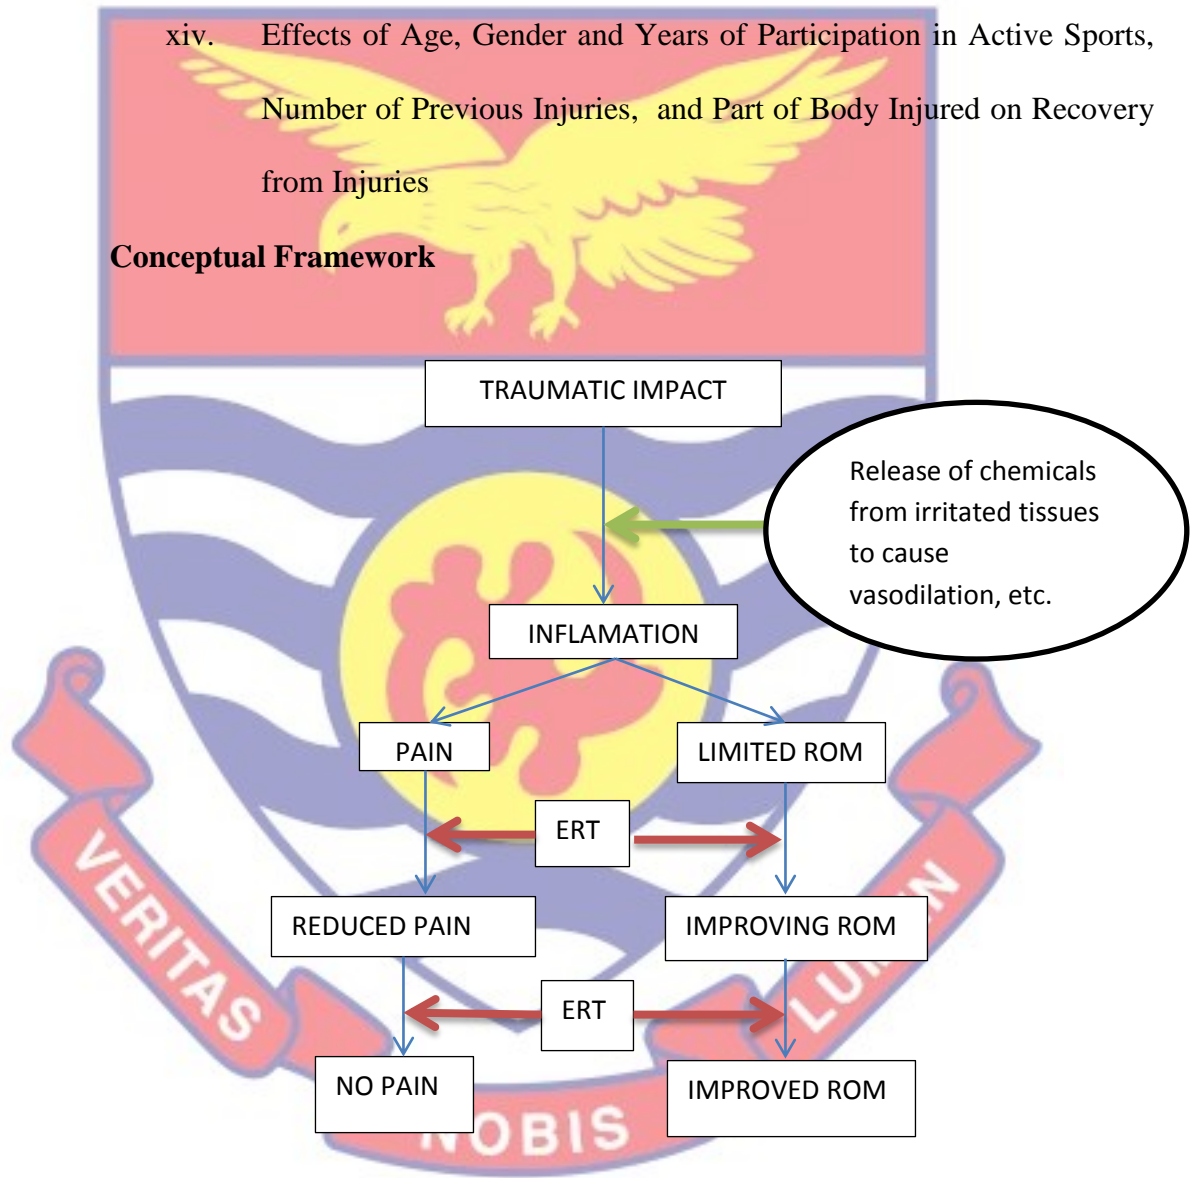 xiv. Effects of Age, Gender and Years of Participation in Active Sports,
Number of Previous Injuries, and Part of Body Injured on Recovery
from Injuries
Conceptual Framework
TRAUMATIC IMPACT
Release of chemicals
from irritated tissues
to cause
vasodilation, etc.
INFLAMATION
PAIN
LIMITED ROM
ERT
REDUCED PAIN
IMPROVING ROM
ERT
NO PAIN
IMPROVED ROM
VERITAS
NOBIS
LUMEN